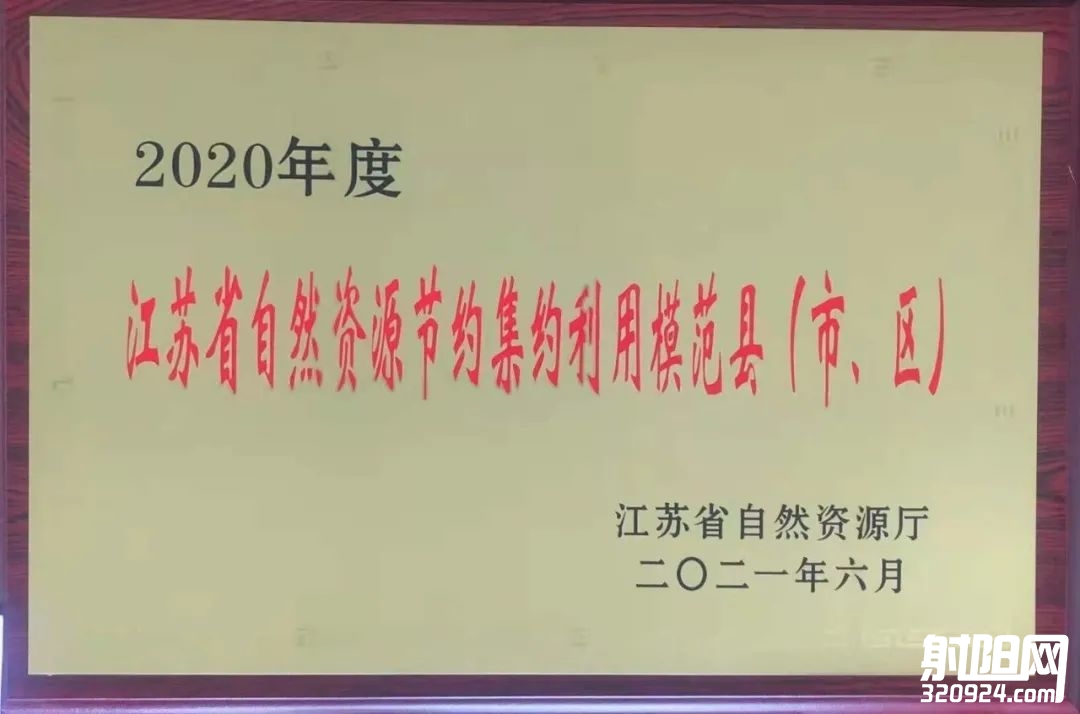 2020年度
江苏省自然资源节约集约利用模范县(市、区)
江苏省自然资源厅
二〇二一年六月
射阳网
320924.com